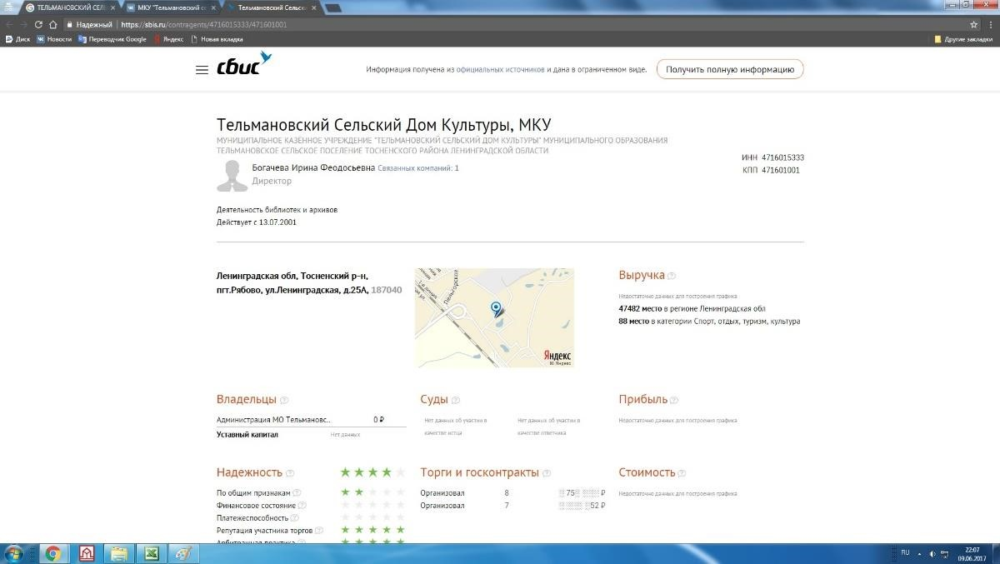 ТЕЛЬМАНОВСКИЙ СЕЛ
МКУ "Тельмановский се
Тельмановский Сельск
Надежный
https://sbis.ru/contragents/4716015333/471601001
Диск
Новости
Переводчик Google
Яндекс
Новая вкладка
Другие закладки
сбис
Информация получена из официальных источников и дана в ограниченном виде.
Получить полную информацию
Тельмановский Сельский Дом Культуры, МКУ
МУНИЦИПАЛЬНОЕ КАЗЁННОЕ УЧРЕЖДЕНИЕ "ТЕЛЬМАНОВСКИЙ СЕЛЬСКИЙ ДОМ КУЛЬТУРЫ" МУНИЦИПАЛЬНОГО ОБРАЗОВАНИЯ
ТЕЛЬМАНОВСКОЕ СЕЛЬСКОЕ ПОСЕЛЕНИЕ ТОСНЕНСКОГО РАЙОНА ЛЕНИНГРАДСКОЙ ОБЛАСТИ
ИНН 4716015333
КПП 471601001
Богачева Ирина Феодосьевна Связанных компаний: 1
Директор
Деятельность библиотек и архивов
Действует с 13.07.2001
Ленинградская обл, Тосненский р-н,
пгт.Рябово, ул.Ленинградская, д.25А, 187040
Яндекс
Выручка
Недостаточно данных для построения графика
47482 место в регионе Ленинградская обл
88 место в категории Спорт, отдых, туризм, культура
Владельцы
Администрация МО Тельмановс.. 0 ₽
Уставный капитал Нет данных
Суды
Нет данных об участии в
качестве истца
Нет данных об участии в
качестве ответчика
Прибыль
Недостаточно данных для построения графика
Надежность
По общим признакам
Финансовое состояние
Платежеспособность
Репутация участника торгов
Арбитражная практика
Торги и госконтракты
Организовал 8 75 ₽
Организовал 7 52 ₽
Стоимость
Недостаточно данных для построения графика
RU
22:07
09.06.2017